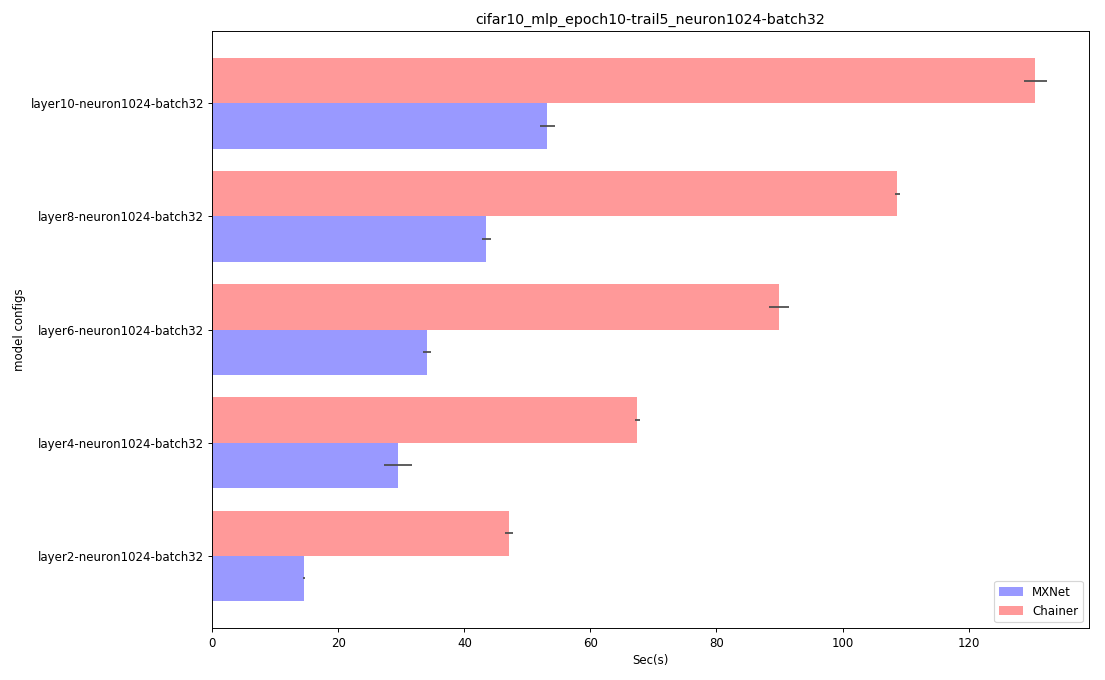 cifar10_mlp_epoch10-trail5_neuron1024-batch32
model configs
layer10-neuron1024-batch32
layer8-neuron1024-batch32
layer6-neuron1024-batch32
layer4-neuron1024-batch32
layer2-neuron1024-batch32
MXNet
Chainer
0 20 40 60 80 100 120
Sec(s)